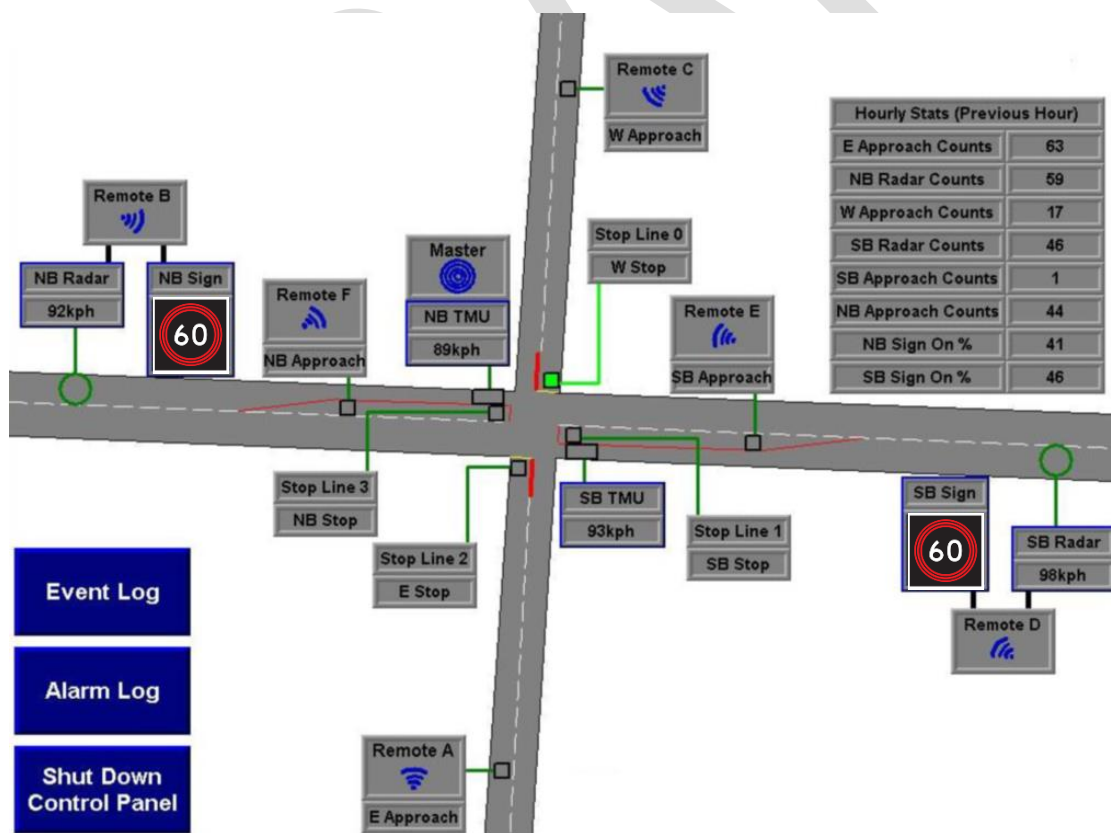 Remote C
W Approach
Hourly Stats (Previous Hour)
E Approach Counts 63
NB Radar Counts 59
W Approach Counts 17
SB Radar Counts 46
SB Approach Counts 1
NB Approach Counts 44
NB Sign On % 41
SB Sign On % 46
Remote B
NB Radar
92kph
NB Sign
60
Remote F
NB Approach
Master
NB TMU
89kph
Stop Line 0
W Stop
Remote E
SB Approach
Stop Line 3
NB Stop
Stop Line 2
E Stop
SB TMU
93kph
Stop Line 1
SB Stop
SB Sign
60
SB Radar
98kph
Remote D
Event Log
Alarm Log
Shut Down
Control Panel
Remote A
E Approach